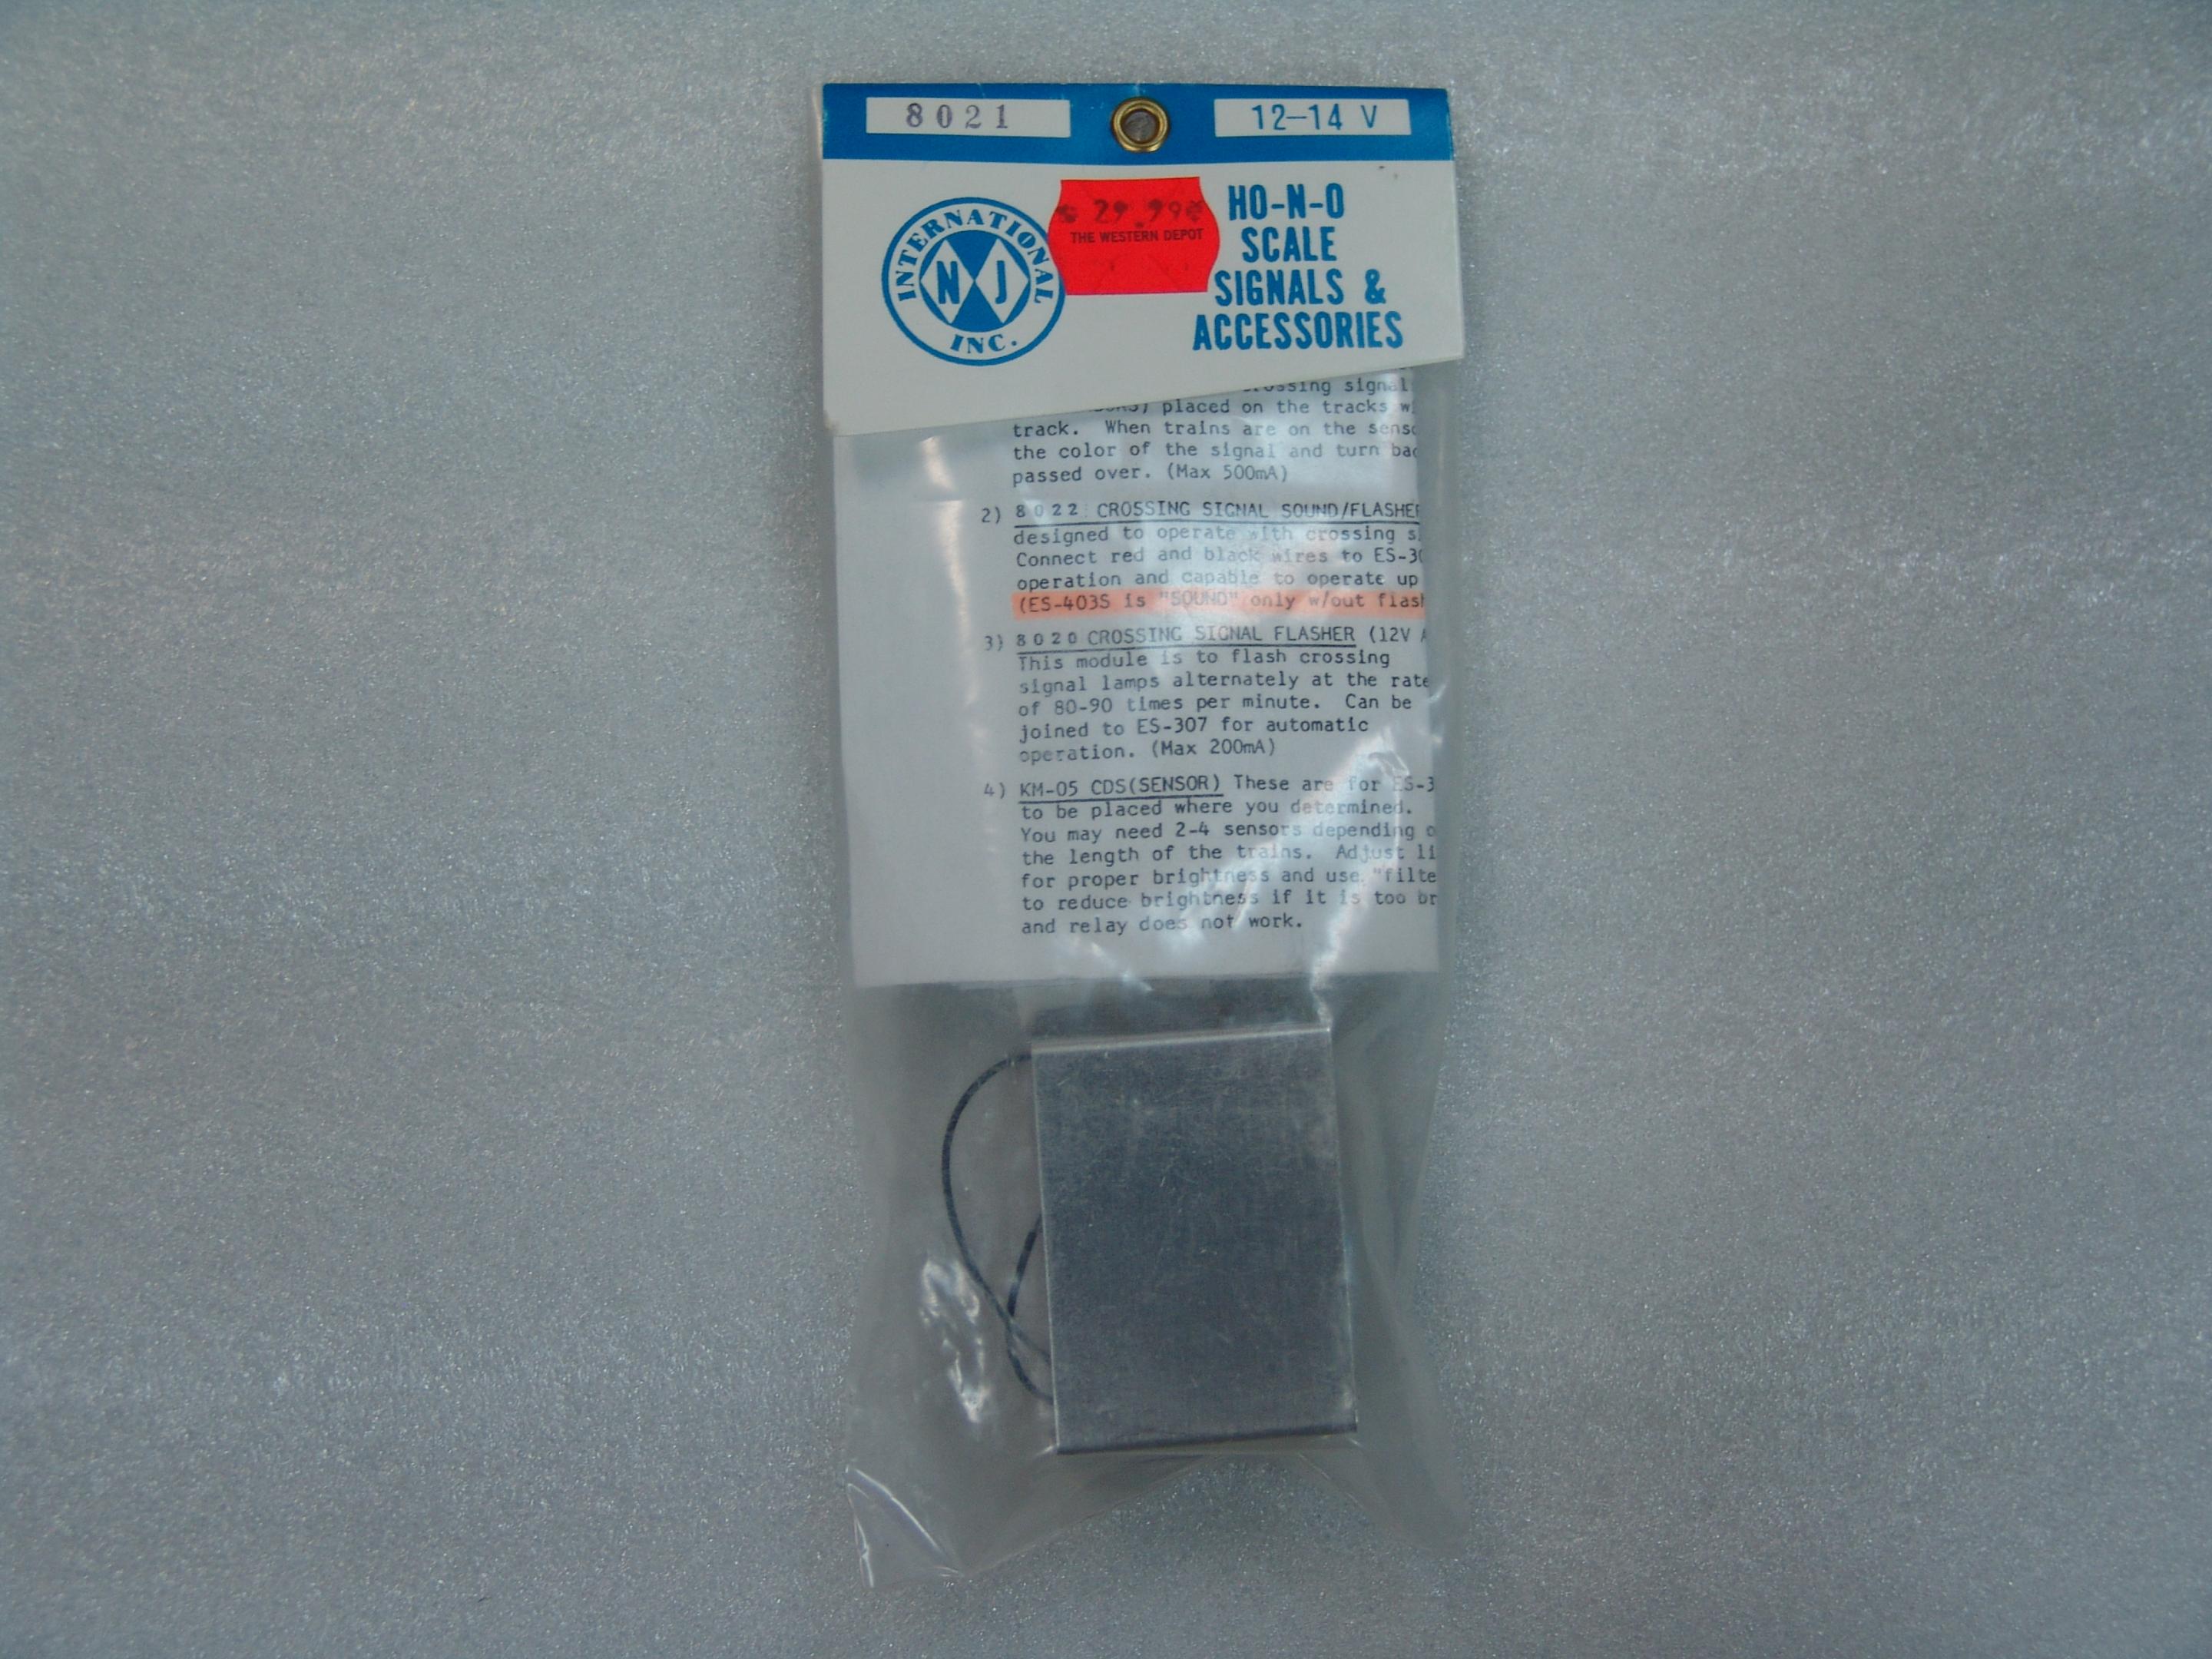 8021
12-14 V
INTERNATIONAL
NJ
INC.
$29.99¢
THE WESTERN DEPOT
HO-N-O
SCALE
SIGNALS &
ACCESSORIES
signal
placed on the tracks
track. When trains are on the
the color of the signal and turn
passed over. (Max 500mA)
2) 8022 CROSSING SIGNAL SOUND/FLASHER
designed to operate with crossing
Connect red and black wires to
operation and capable to operate up
(ES-403S is "SOUND" only w/out
3) 8020 CROSSING SIGNAL FLASHER (12V
This module is to flash crossing
signal lamps alternately at the rate
of 80-90 times per minute. Can be
joined to ES-307 for automatic
operation. (Max 200mA)
4) KM-05 CDS(SENSOR) These are for
to be placed where you determined.
You may need 2-4 sensors depending
the length of the trains. Adjust
for proper brightness and use
to reduce brightness if it is too
and relay does not work.